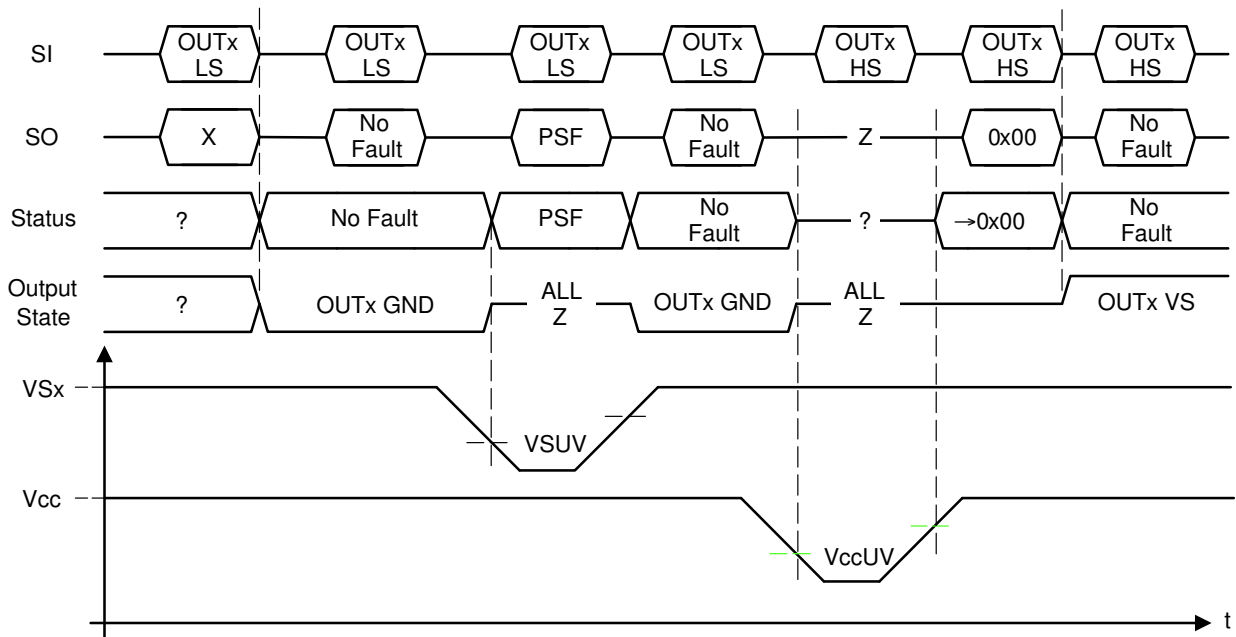 SI
OUTx
LS
OUTx
LS
OUTx
LS
OUTx
LS
OUTx
HS
OUTx
HS
OUTx
HS
SO
X
No
Fault
PSF
No
Fault
Z
0x00
No
Fault
Status
?
No Fault
PSF
No
Fault
?
→0x00
No
Fault
Output
State
?
OUTx GND
ALL
Z
OUTx GND
ALL
Z
OUTx VS
VSx
VSUV
Vcc
VccUV
t